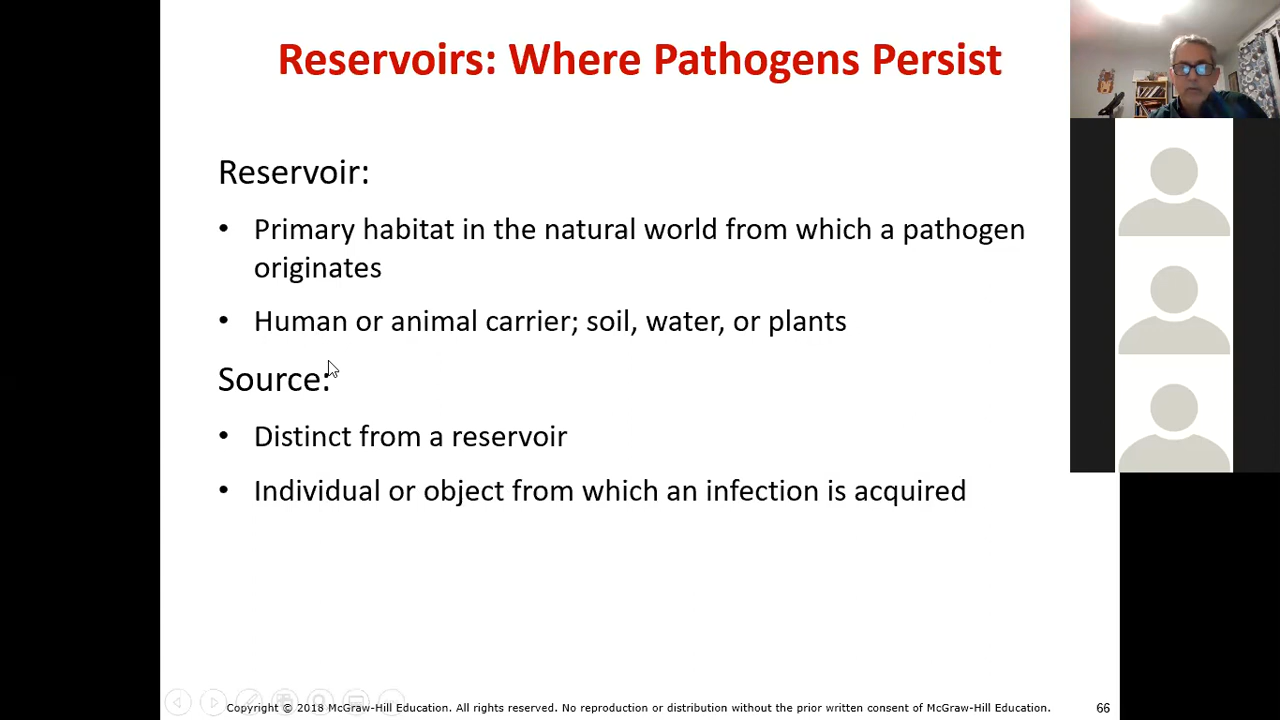 Reservoirs: Where Pathogens Persist
Reservoir:
• Primary habitat in the natural world from which a pathogen
originates
• Human or animal carrier; soil, water, or plants
Source:
• Distinct from a reservoir
• Individual or object from which an infection is acquired
Copyright © 2018 McGraw-Hill Education. All rights reserved. No reproduction or distribution without the prior written consent of McGraw-Hill Education.
66